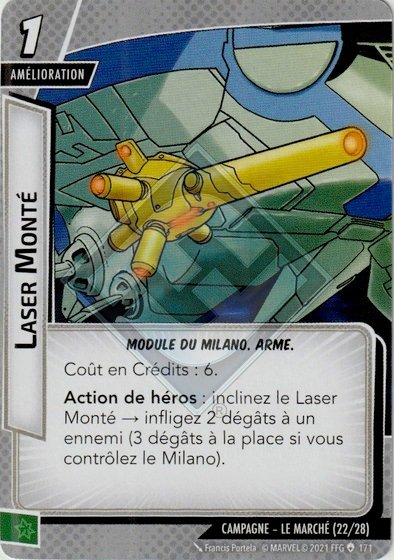 1
AMÉLIORATION
LASER MONTÉ
MODULE DU MILANO. ARME.
Coût en Crédits : 6.
Action de héros : inclinez le Laser
Monté → infligez 2 dégâts à un
ennemi (3 dégâts à la place si vous
contrôlez le Milano).
CAMPAGNE – LE MARCHÉ (22/28)
Francis Portela © MARVEL © 2021 FFG 171